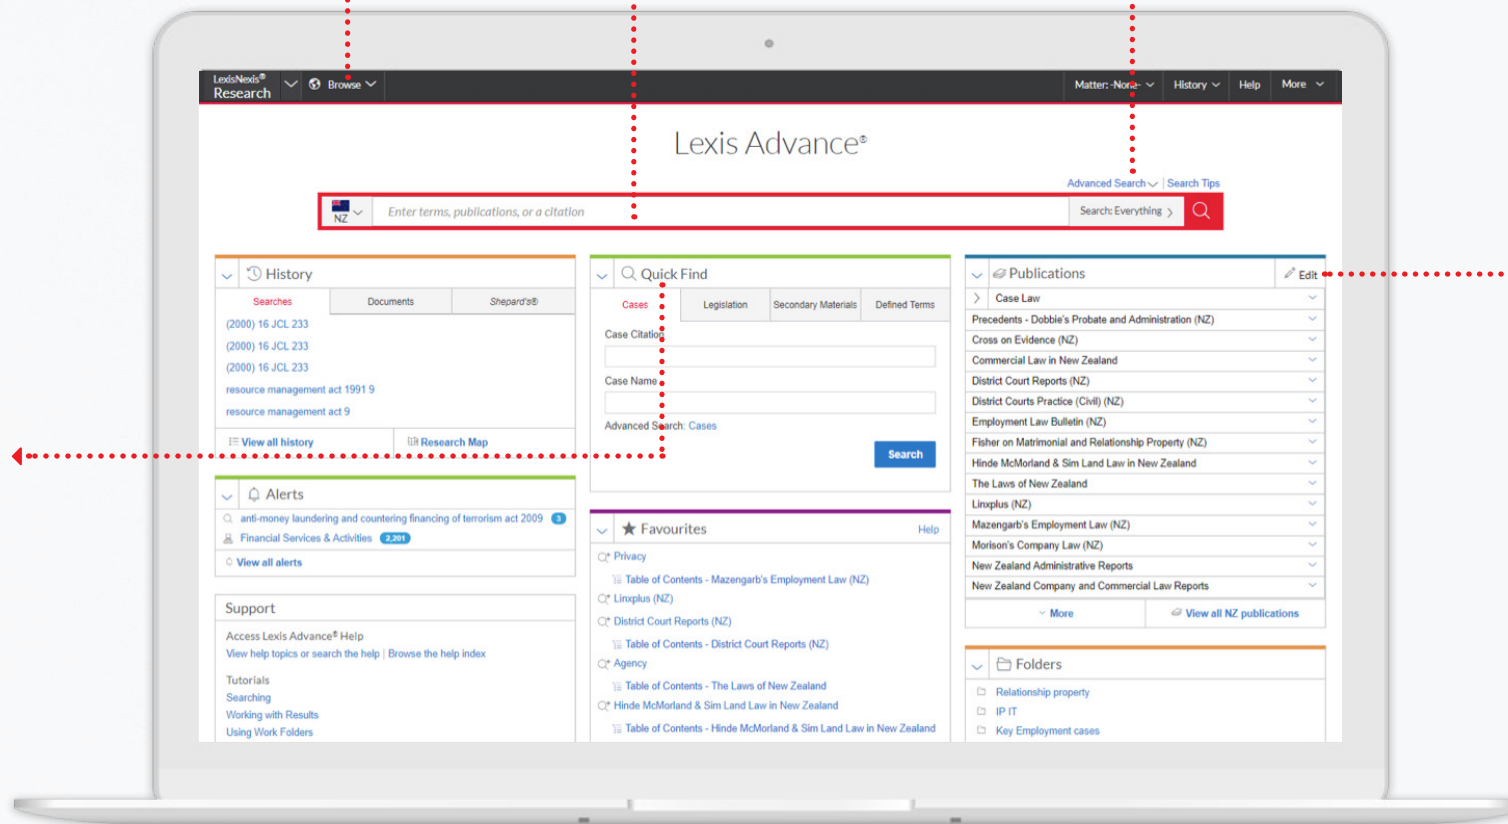 LexisNexis®
Research
Browse
Matter: -None-
History
Help
More
Lexis Advance®
Advanced Search | Search Tips
NZ
Enter terms, publications, or a citation
Search: Everything
History
Searches
Documents
Shepard's®
(2000) 16 JCL 233
(2000) 16 JCL 233
(2000) 16 JCL 233
resource management act 1991 9
resource management act 9
View all history
Research Map
Alerts
anti-money laundering and countering financing of terrorism act 2009 3
Financial Services & Activities 2,201
View all alerts
Support
Access Lexis Advance® Help
View help topics or search the help | Browse the help index
Tutorials
Searching
Working with Results
Using Work Folders
Quick Find
Cases
Legislation
Secondary Materials
Defined Terms
Case Citation
Case Name
Advanced Search: Cases
Search
Favourites
Help
Privacy
Table of Contents - Mazengarb's Employment Law (NZ)
Linxplus (NZ)
District Court Reports (NZ)
Table of Contents - District Court Reports (NZ)
Agency
Table of Contents - The Laws of New Zealand
Hinde McMorland & Sim Land Law in New Zealand
Table of Contents - Hinde McMorland & Sim Land Law in New Zealand
Publications
Edit
Case Law
Precedents - Dobbie's Probate and Administration (NZ)
Cross on Evidence (NZ)
Commercial Law in New Zealand
District Court Reports (NZ)
District Courts Practice (Civil) (NZ)
Employment Law Bulletin (NZ)
Fisher on Matrimonial and Relationship Property (NZ)
Hinde McMorland & Sim Land Law in New Zealand
The Laws of New Zealand
Linxplus (NZ)
Mazengarb's Employment Law (NZ)
Morison's Company Law (NZ)
New Zealand Administrative Reports
New Zealand Company and Commercial Law Reports
More
View all NZ publications
Folders
Relationship property
IP IT
Key Employment cases